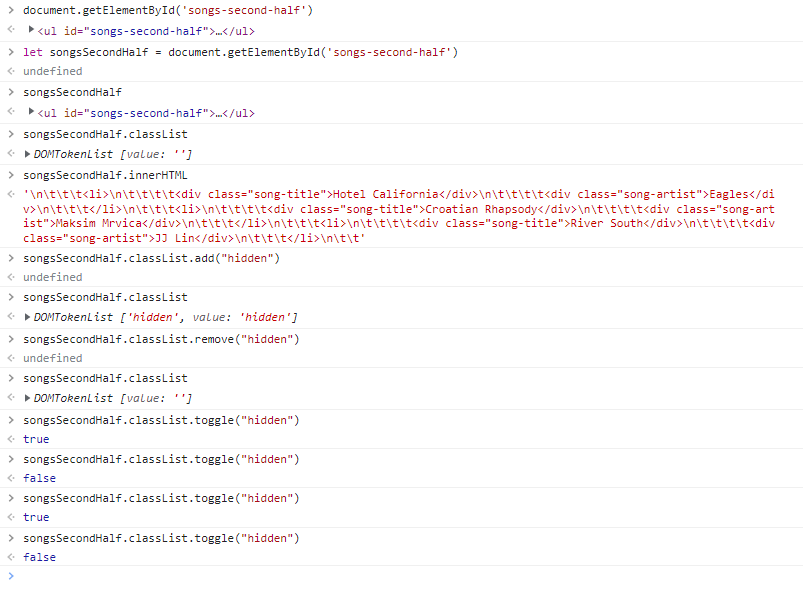 > document.getElementById('songs-second-half')
<· ▶<ul id="songs-second-half">…</ul>
> let songsSecondHalf = document.getElementById('songs-second-half')
<· undefined
> songsSecondHalf
<· ▶<ul id="songs-second-half">…</ul>
> songsSecondHalf.classList
<· ▶DOMTokenList [value: '']
> songsSecondHalf.innerHTML
<· '\n\t\t\t<li>\n\t\t\t\t<div class="song-title">Hotel California</div>\n\t\t\t\t<div class="song-artist">Eagles</di
v>\n\t\t\t</li>\n\t\t\t<li>\n\t\t\t\t<div class="song-title">Croatian Rhapsody</div>\n\t\t\t\t<div class="song-art
ist">Maksim Mrvica</div>\n\t\t\t</li>\n\t\t\t<li>\n\t\t\t\t<div class="song-title">River South</div>\n\t\t\t\t<div
class="song-artist">JJ Lin</div>\n\t\t\t</li>\n\t\t'
> songsSecondHalf.classList.add("hidden")
<· undefined
> songsSecondHalf.classList
<· ▶DOMTokenList ['hidden', value: 'hidden']
> songsSecondHalf.classList.remove("hidden")
<· undefined
> songsSecondHalf.classList
<· ▶DOMTokenList [value: '']
> songsSecondHalf.classList.toggle("hidden")
<· true
> songsSecondHalf.classList.toggle("hidden")
<· false
> songsSecondHalf.classList.toggle("hidden")
<· true
> songsSecondHalf.classList.toggle("hidden")
<· false
>